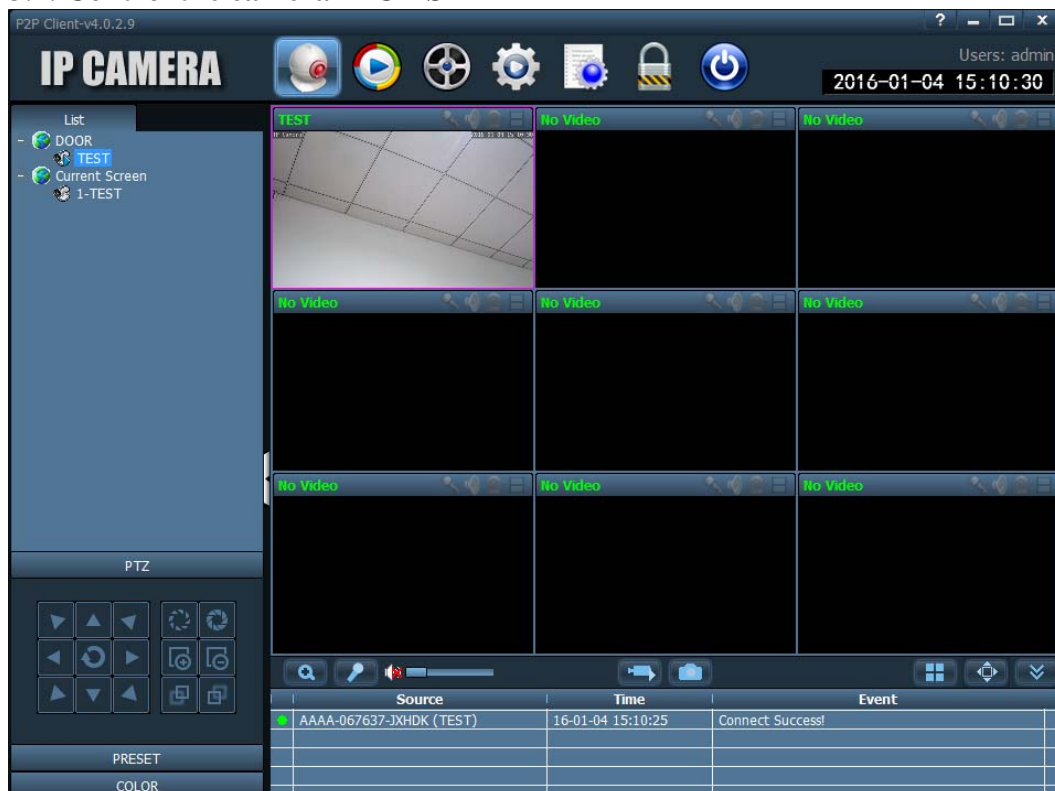 P2P Client-v4.0.2.9
IP CAMERA
Users: admin
2016-01-04 15:10:30
List
DOOR
TEST
Current Screen
1-TEST
TEST
No Video
No Video
IP Camera
No Video
No Video
No Video
No Video
No Video
No Video
PTZ
PRESET
COLOR
Source Time Event
AAAA-067637-JXHDK (TEST) 16-01-04 15:10:25 Connect Success!